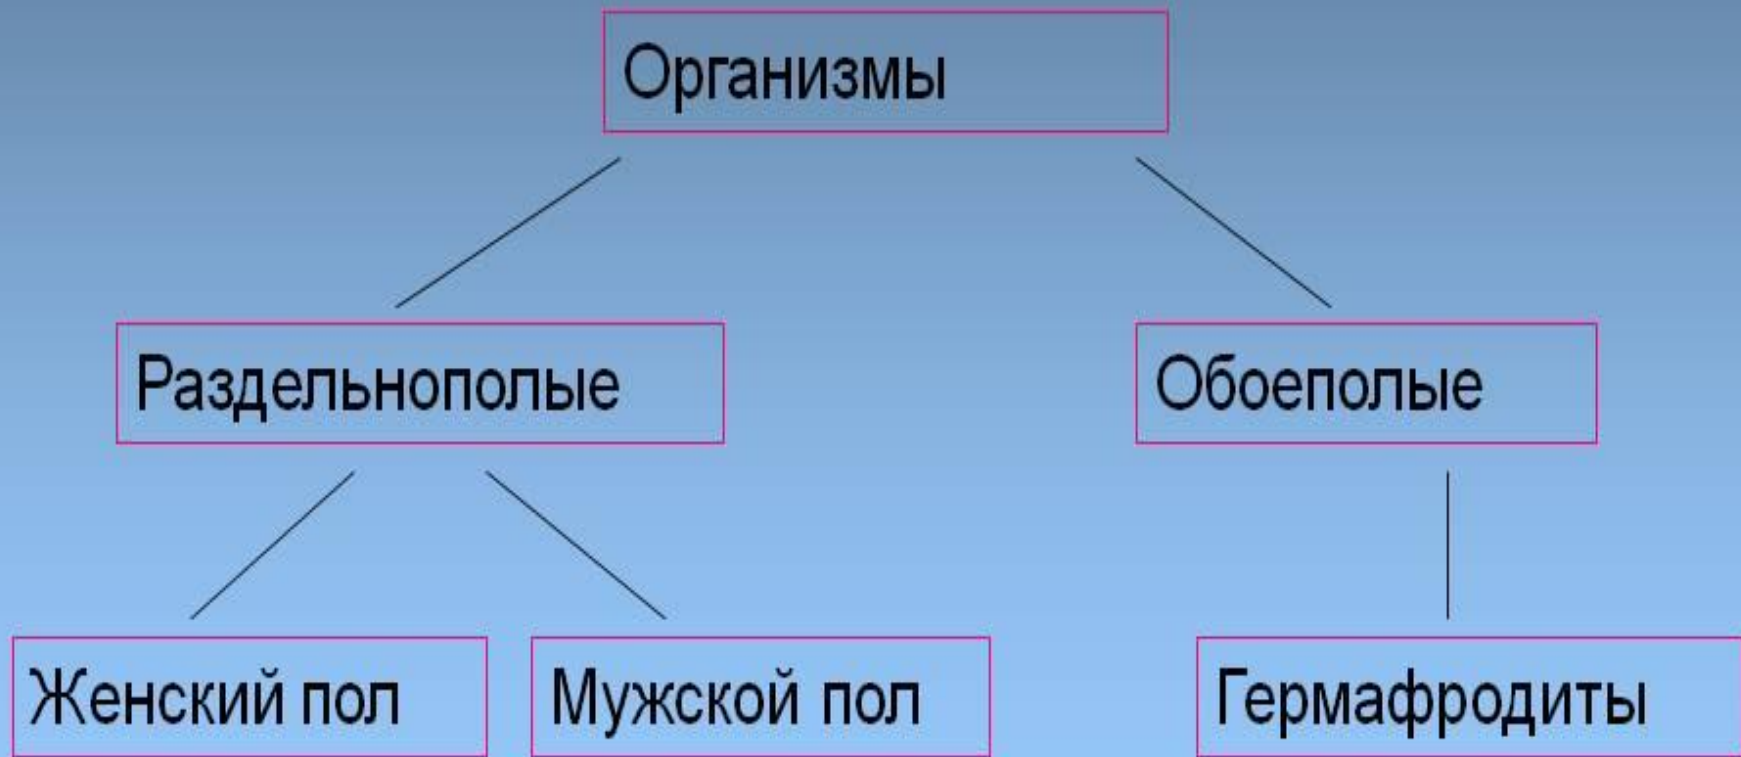 Организмы
Раздельнополые
Обоеполые
Женский пол
Мужской пол
Гермафродиты